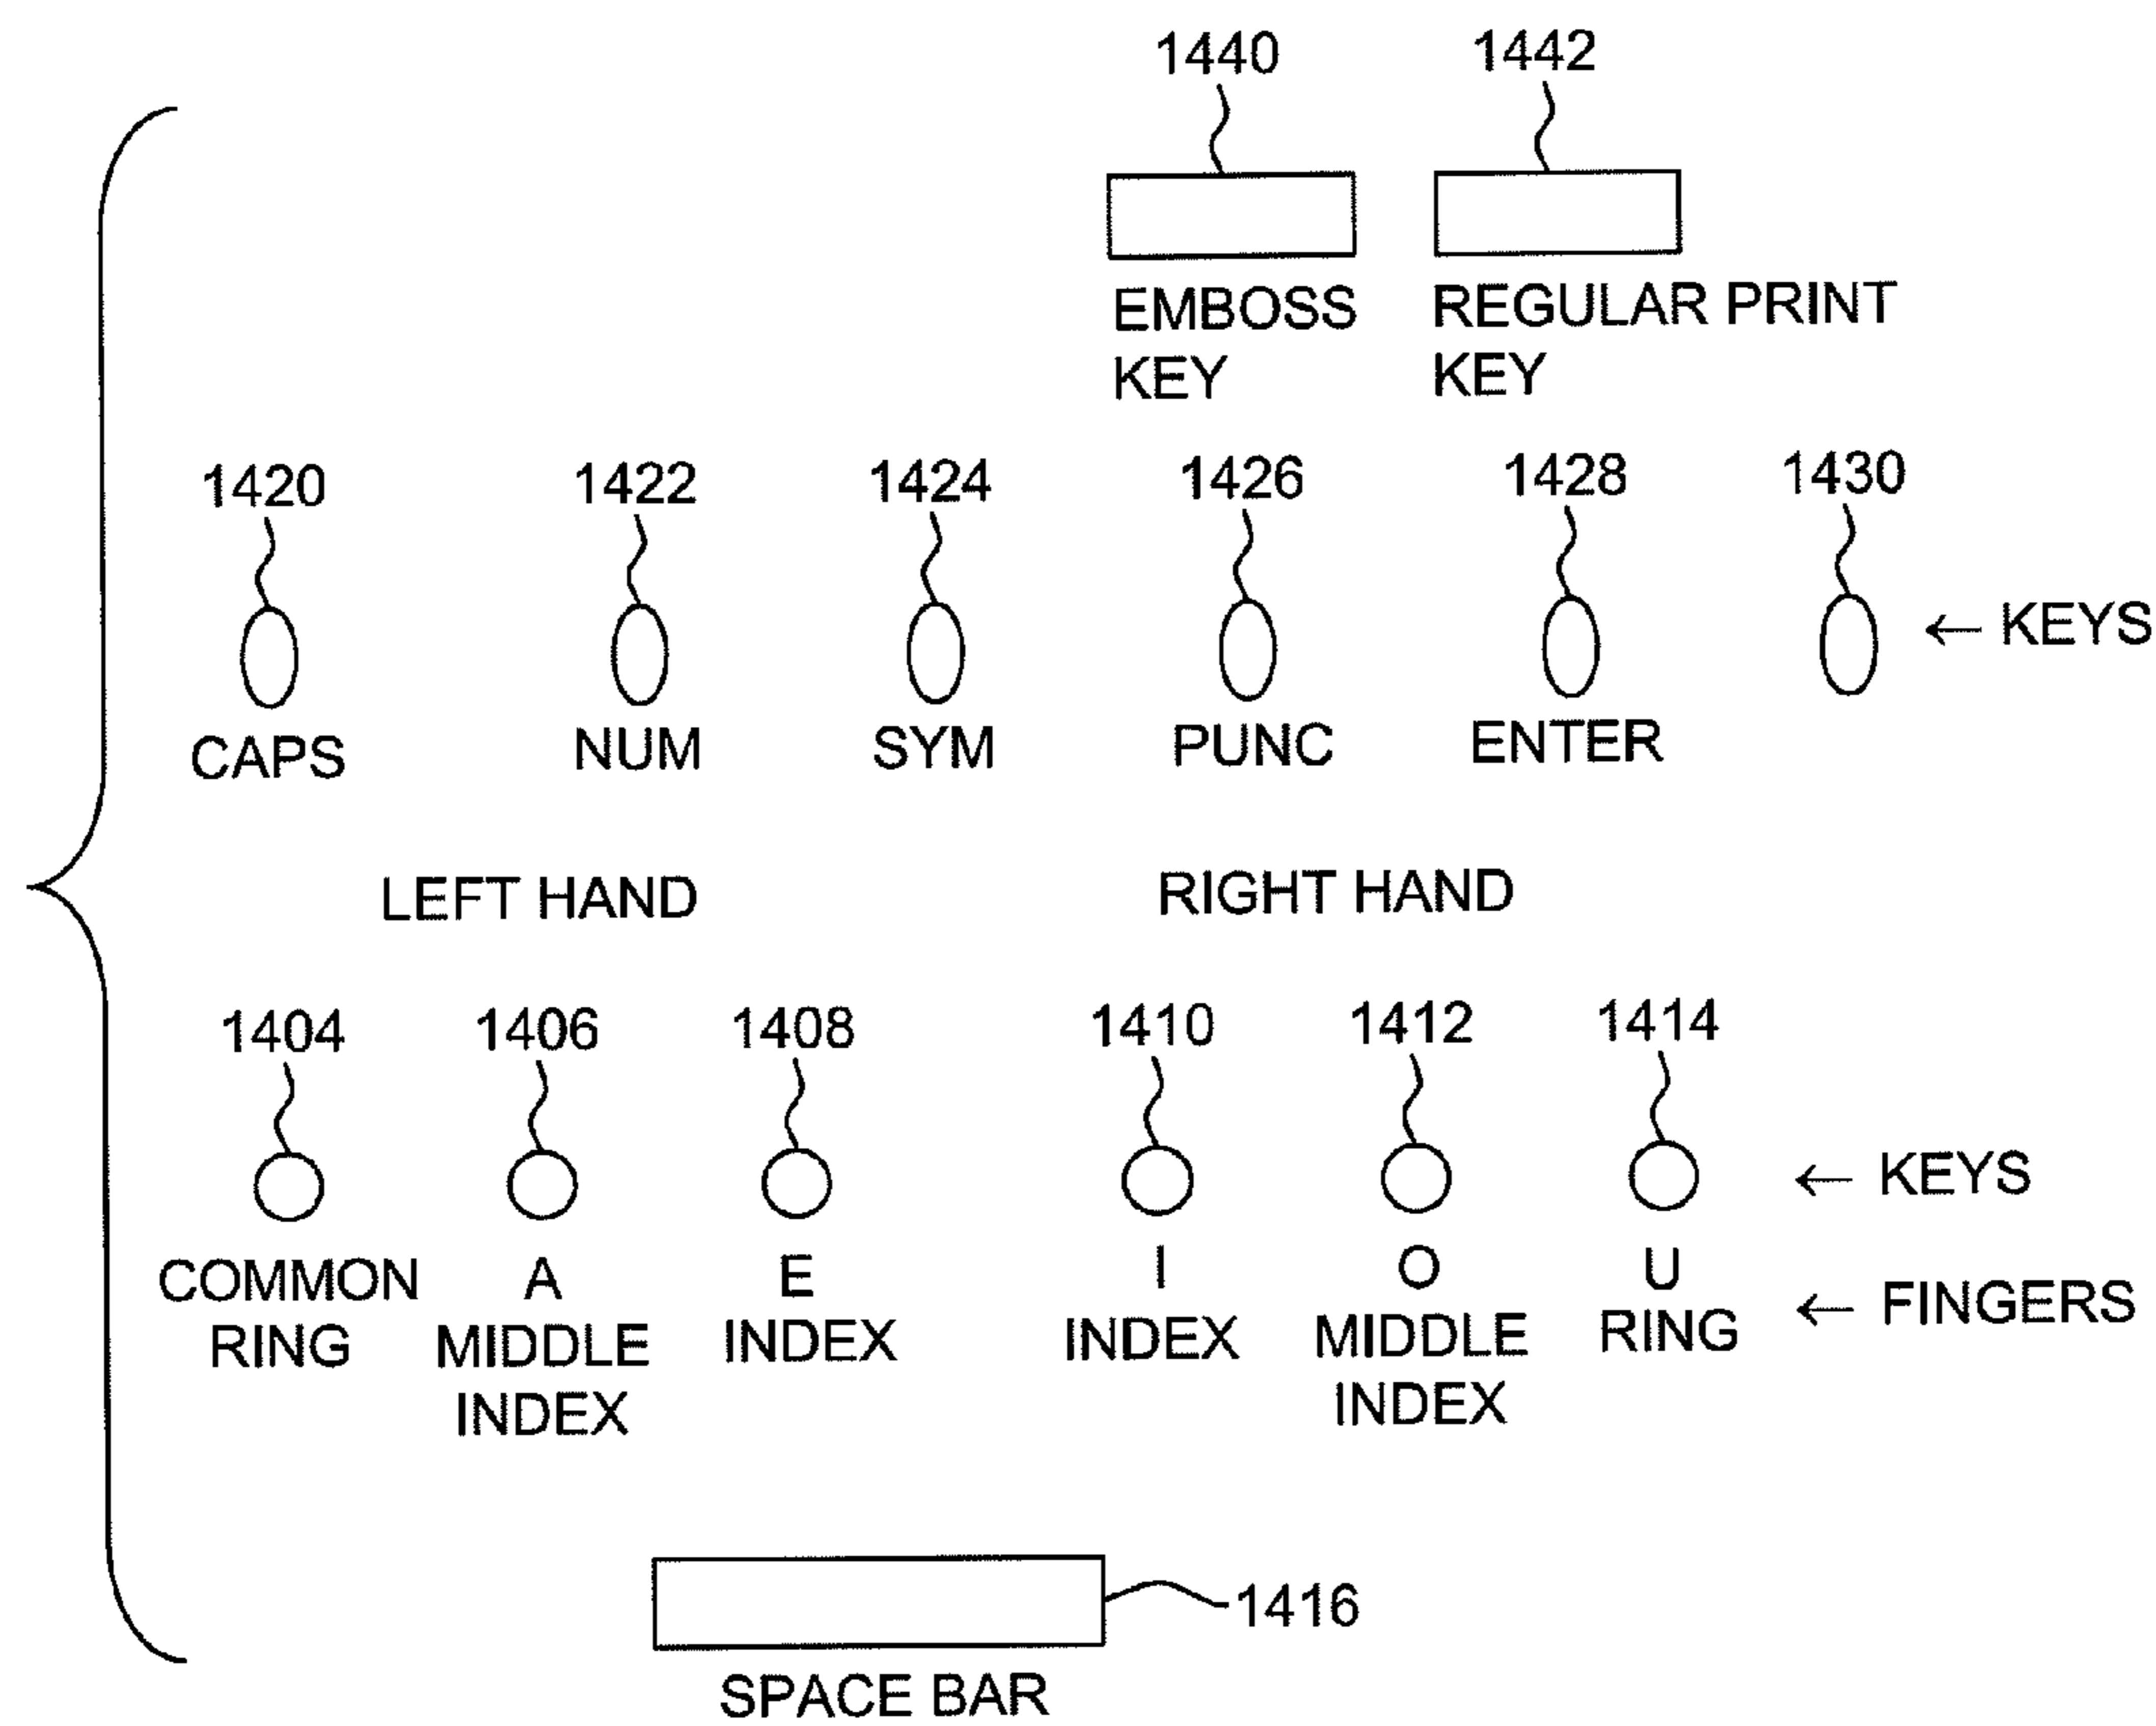 1440 1442
EMBOSS KEY REGULAR PRINT KEY
1420 1422 1424 1426 1428 1430
← KEYS
CAPS NUM SYM PUNC ENTER
LEFT HAND RIGHT HAND
1404 1406 1408 1410 1412 1414
← KEYS
COMMON A E I O U
← FINGERS
RING MIDDLE INDEX INDEX INDEX MIDDLE INDEX RING
1416
SPACE BAR